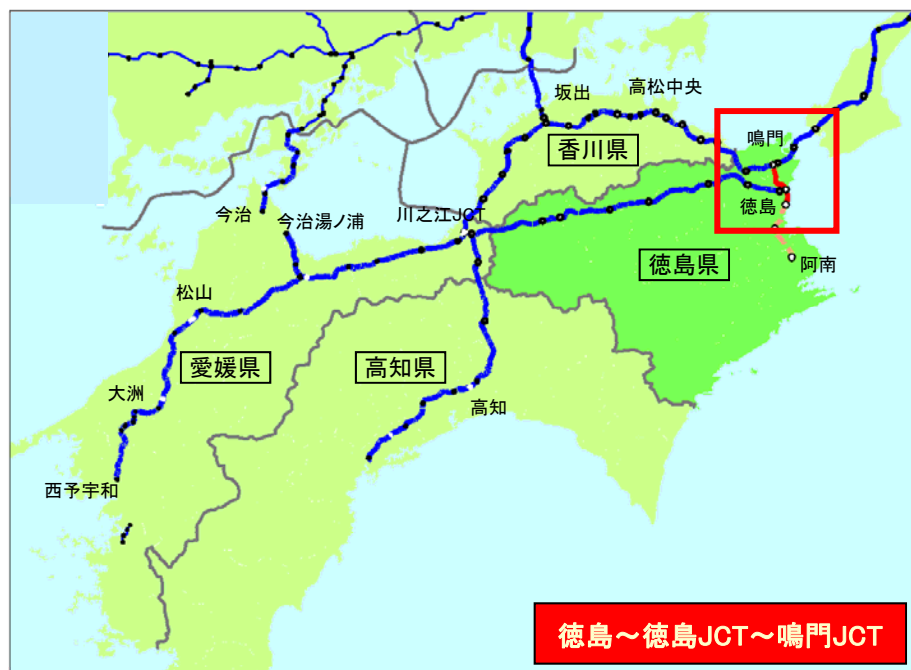 坂出
高松中央
香川県
鳴門
今治
今治湯ノ浦
川之江JCT
徳島
徳島県
阿南
松山
愛媛県
高知県
大洲
高知
西予宇和
徳島～徳島JCT～鳴門JCT